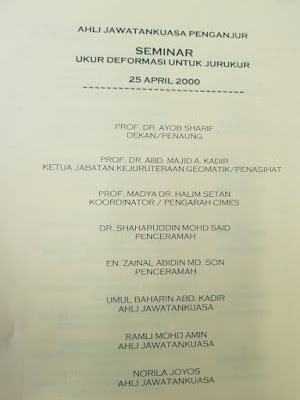 AHLI JAWATANKUASA PENGANJUR
SEMINAR
UKUR DEFORMASI UNTUK JURUKUR
25 APRIL 2000
PROF. DR. AYOB SHARIF
DEKAN/PENAUNG
PROF. DR. ABD. MAJID A. KADIR
KETUA JABATAN KEJURUTERAAN GEOMATIK/PENASIHAT
PROF. MADYA DR. HALIM SETAN
KOORDINATOR / PENGARAH CIMES
DR. SHAHARUDDIN MOHD SAID
PENCERAMAH
EN. ZAINAL ABIDIN MD. SON
PENCERAMAH
UMUL BAHARIN ABD. KADIR
AHLI JAWATANKUASA
RAMLI MOHD AMIN
AHLI JAWATANKUASA
NORILA JOYOS
AHLI JAWATANKUASA